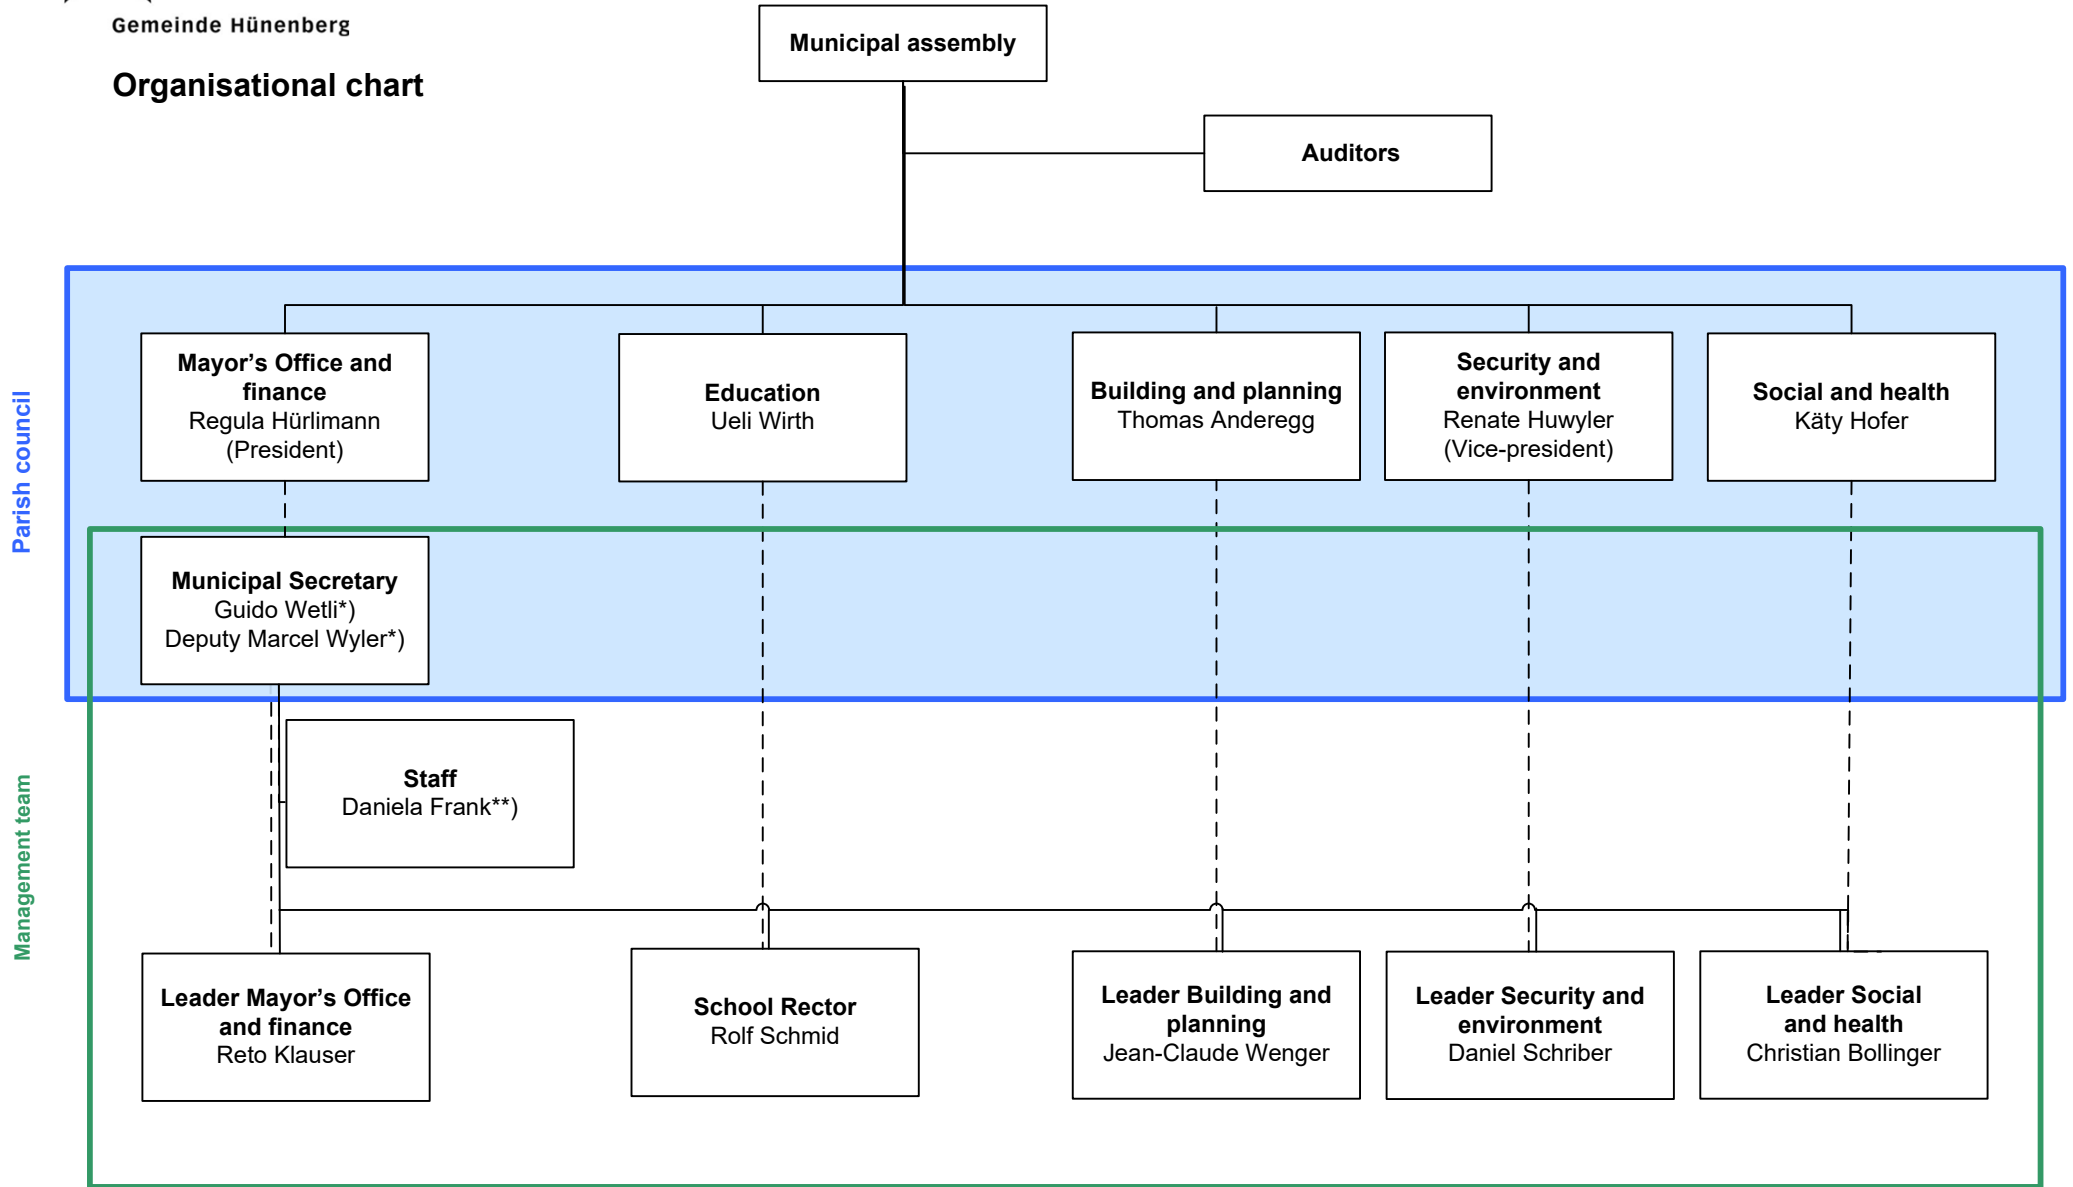 Gemeinde Hünenberg
Organisational chart
Municipal assembly
Auditors
Parish council
Mayor’s Office and
finance
Regula Hürlimann
(President)
Education
Ueli Wirth
Building and planning
Thomas Anderegg
Security and
environment
Renate Huwyler
(Vice-president)
Social and health
Käty Hofer
Municipal Secretary
Guido Wetli*)
Deputy Marcel Wyler*)
Management team
Staff
Daniela Frank**)
Leader Mayor’s Office
and finance
Reto Klauser
School Rector
Rolf Schmid
Leader Building and
planning
Jean-Claude Wenger
Leader Security and
environment
Daniel Schriber
Leader Social
and health
Christian Bollinger